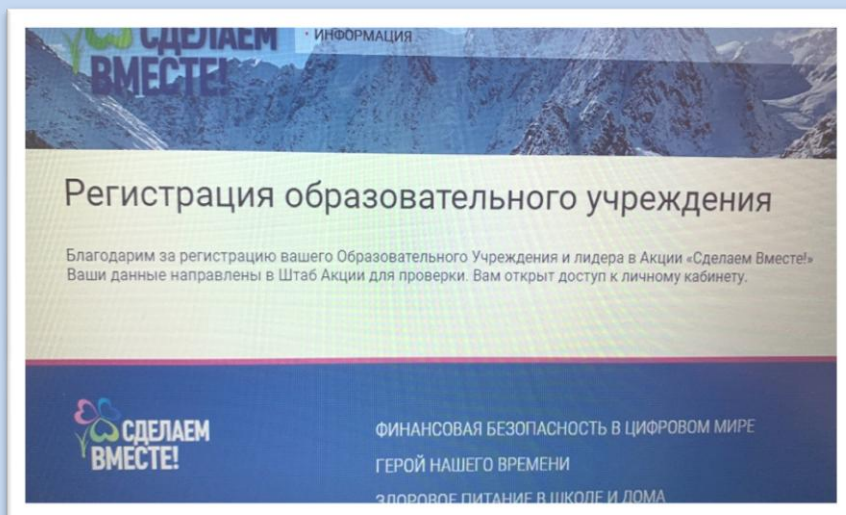 СДЕЛАЕМ
ВМЕСТЕ!
• ИНФОРМАЦИЯ
Регистрация образовательного учреждения
Благодарим за регистрацию вашего Образовательного Учреждения и лидера в Акции «Сделаем Вместе!»
Ваши данные направлены в Штаб Акции для проверки. Вам открыт доступ к личному кабинету.
СДЕЛАЕМ
ВМЕСТЕ!
ФИНАНСОВАЯ БЕЗОПАСНОСТЬ В ЦИФРОВОМ МИРЕ
ГЕРОЙ НАШЕГО ВРЕМЕНИ
ЗДОРОВОЕ ПИТАНИЕ В ШКОЛЕ И ДОМА